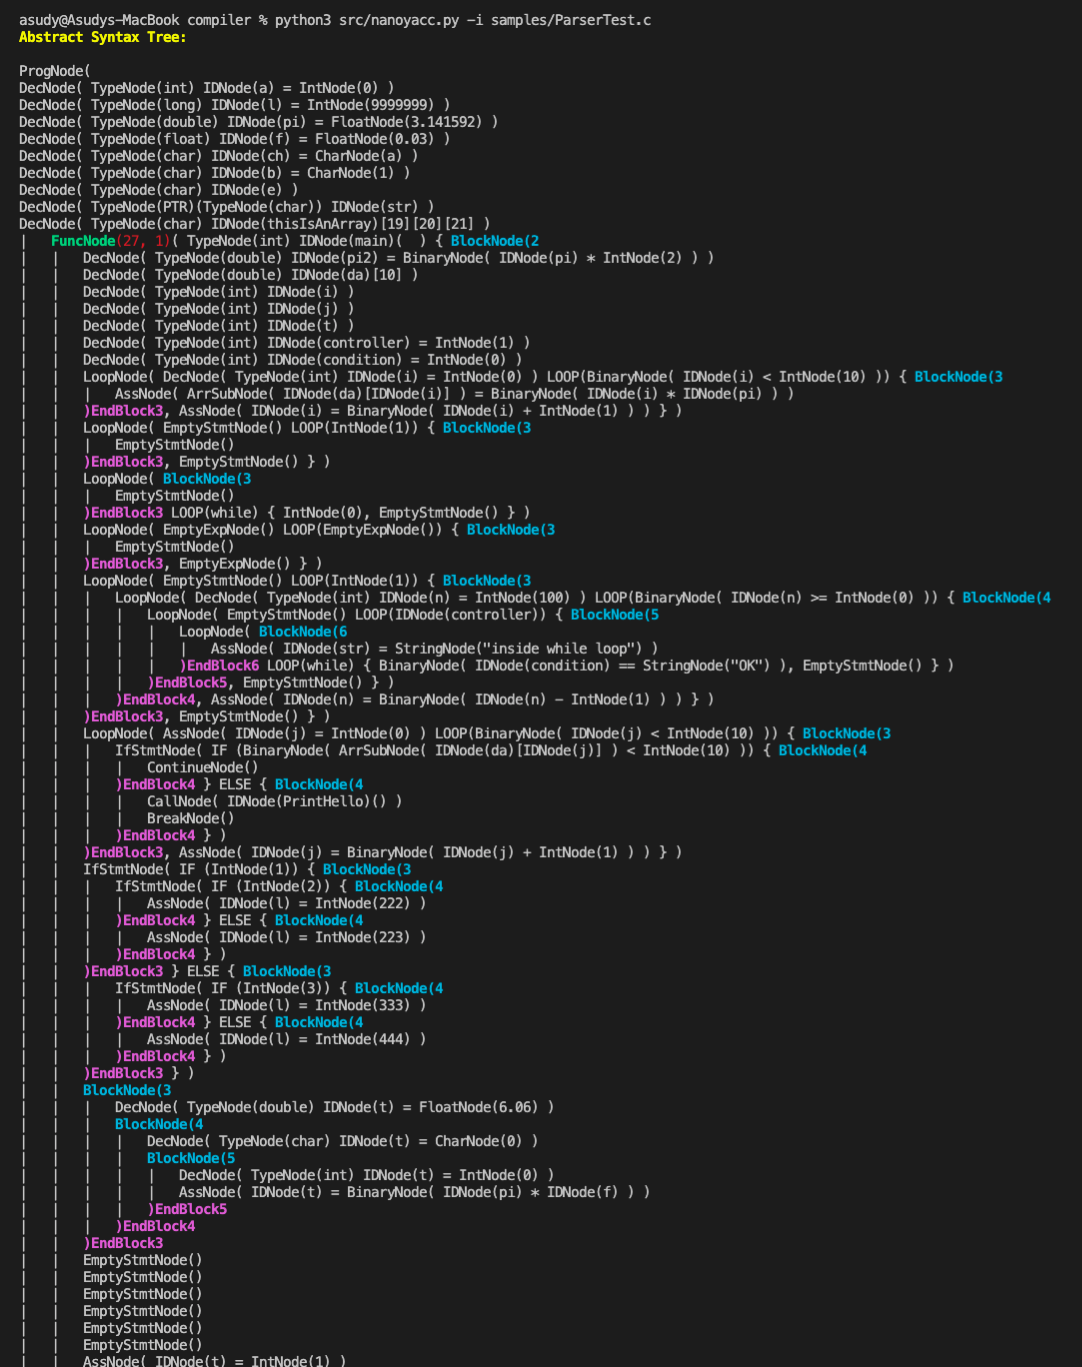 asudy@Asudys-MacBook compiler % python3 src/nanoyacc.py -i samples/ParserTest.c
Abstract Syntax Tree:
ProgNode(
DecNode( TypeNode(int) IDNode(a) = IntNode(0) )
DecNode( TypeNode(long) IDNode(l) = IntNode(9999999) )
DecNode( TypeNode(double) IDNode(pi) = FloatNode(3.141592) )
DecNode( TypeNode(float) IDNode(f) = FloatNode(0.03) )
DecNode( TypeNode(char) IDNode(ch) = CharNode(a) )
DecNode( TypeNode(char) IDNode(b) = CharNode(1) )
DecNode( TypeNode(char) IDNode(e) )
DecNode( TypeNode(PTR)(TypeNode(char)) IDNode(str) )
DecNode( TypeNode(char) IDNode(thisIsAnArray)[19][20][21] )
|   FuncNode(27, 1)( TypeNode(int) IDNode(main)(  ) { BlockNode(2
|   |   DecNode( TypeNode(double) IDNode(pi2) = BinaryNode( IDNode(pi) * IntNode(2) ) )
|   |   DecNode( TypeNode(double) IDNode(da)[10] )
|   |   DecNode( TypeNode(int) IDNode(i) )
|   |   DecNode( TypeNode(int) IDNode(j) )
|   |   DecNode( TypeNode(int) IDNode(t) )
|   |   DecNode( TypeNode(int) IDNode(controller) = IntNode(1) )
|   |   DecNode( TypeNode(int) IDNode(condition) = IntNode(0) )
|   |   LoopNode( DecNode( TypeNode(int) IDNode(i) = IntNode(0) ) LOOP(BinaryNode( IDNode(i) < IntNode(10) )) { BlockNode(3
|   |   |   AssNode( ArrSubNode( IDNode(da)[IDNode(i)] ) = BinaryNode( IDNode(i) * IDNode(pi) ) )
|   |   )EndBlock3, AssNode( IDNode(i) = BinaryNode( IDNode(i) + IntNode(1) ) ) } )
|   |   LoopNode( EmptyStmtNode() LOOP(IntNode(1)) { BlockNode(3
|   |   |   EmptyStmtNode()
|   |   )EndBlock3, EmptyStmtNode() } )
|   |   LoopNode( BlockNode(3
|   |   |   EmptyStmtNode()
|   |   )EndBlock3 LOOP(while) { IntNode(0), EmptyStmtNode() } )
|   |   LoopNode( EmptyExpNode() LOOP(EmptyExpNode()) { BlockNode(3
|   |   |   EmptyStmtNode()
|   |   )EndBlock3, EmptyExpNode() } )
|   |   LoopNode( EmptyStmtNode() LOOP(IntNode(1)) { BlockNode(3
|   |   |   LoopNode( DecNode( TypeNode(int) IDNode(n) = IntNode(100) ) LOOP(BinaryNode( IDNode(n) >= IntNode(0) )) { BlockNode(4
|   |   |   |   LoopNode( EmptyStmtNode() LOOP(IDNode(controller)) { BlockNode(5
|   |   |   |   |   LoopNode( BlockNode(6
|   |   |   |   |   |   AssNode( IDNode(str) = StringNode("inside while loop") )
|   |   |   |   |   )EndBlock6 LOOP(while) { BinaryNode( IDNode(condition) == StringNode("OK") ), EmptyStmtNode() } )
|   |   |   |   )EndBlock5, EmptyStmtNode() } )
|   |   |   )EndBlock4, AssNode( IDNode(n) = BinaryNode( IDNode(n) - IntNode(1) ) ) } )
|   |   )EndBlock3, EmptyStmtNode() } )
|   |   LoopNode( AssNode( IDNode(j) = IntNode(0) ) LOOP(BinaryNode( IDNode(j) < IntNode(10) )) { BlockNode(3
|   |   |   IfStmtNode( IF (BinaryNode( ArrSubNode( IDNode(da)[IDNode(j)] ) < IntNode(10) )) { BlockNode(4
|   |   |   |   ContinueNode()
|   |   |   )EndBlock4 } ELSE { BlockNode(4
|   |   |   |   CallNode( IDNode(PrintHello)() )
|   |   |   |   BreakNode()
|   |   |   )EndBlock4 } )
|   |   )EndBlock3, AssNode( IDNode(j) = BinaryNode( IDNode(j) + IntNode(1) ) ) } )
|   |   IfStmtNode( IF (IntNode(1)) { BlockNode(3
|   |   |   IfStmtNode( IF (IntNode(2)) { BlockNode(4
|   |   |   |   AssNode( IDNode(l) = IntNode(222) )
|   |   |   )EndBlock4 } ELSE { BlockNode(4
|   |   |   |   AssNode( IDNode(l) = IntNode(223) )
|   |   |   )EndBlock4 } )
|   |   )EndBlock3 } ELSE { BlockNode(3
|   |   |   IfStmtNode( IF (IntNode(3)) { BlockNode(4
|   |   |   |   AssNode( IDNode(l) = IntNode(333) )
|   |   |   )EndBlock4 } ELSE { BlockNode(4
|   |   |   |   AssNode( IDNode(l) = IntNode(444) )
|   |   |   )EndBlock4 } )
|   |   )EndBlock3 } )
|   |   BlockNode(3
|   |   |   DecNode( TypeNode(double) IDNode(t) = FloatNode(6.06) )
|   |   |   BlockNode(4
|   |   |   |   DecNode( TypeNode(char) IDNode(t) = CharNode(0) )
|   |   |   |   BlockNode(5
|   |   |   |   |   DecNode( TypeNode(int) IDNode(t) = IntNode(0) )
|   |   |   |   |   AssNode( IDNode(t) = BinaryNode( IDNode(pi) * IDNode(f) ) )
|   |   |   |   )EndBlock5
|   |   |   )EndBlock4
|   |   )EndBlock3
|   |   EmptyStmtNode()
|   |   EmptyStmtNode()
|   |   EmptyStmtNode()
|   |   EmptyStmtNode()
|   |   EmptyStmtNode()
|   |   EmptyStmtNode()
|   |   AssNode( IDNode(t) = IntNode(1) )